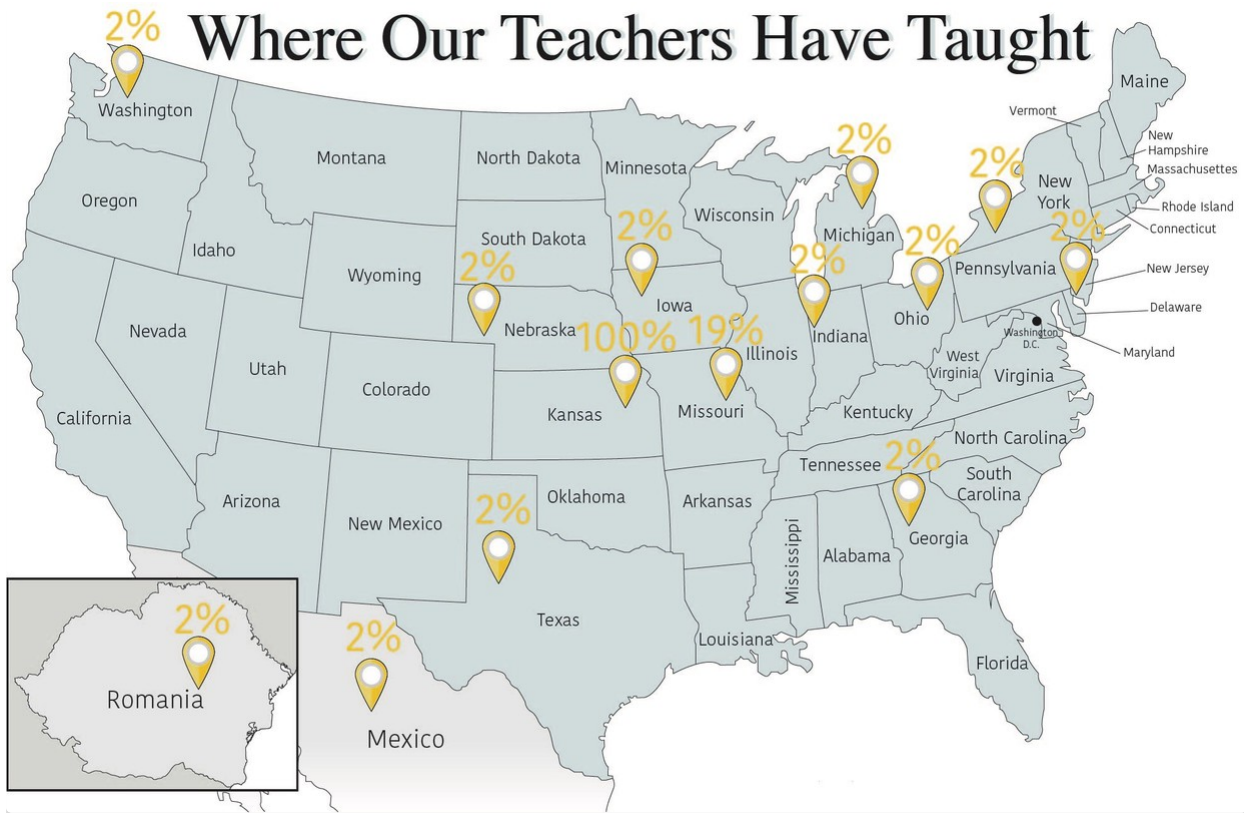 Where Our Teachers Have Taught
2%
Washington
Maine
Vermont
New
Hampshire
Massachusetts
Montana
North Dakota
Minnesota
2%
2%
New
York
Rhode Island
Connecticut
Oregon
Idaho
South Dakota
Wisconsin
2%
Michigan
2%
2%
Wyoming
2%
2%
Pennsylvania
New Jersey
Nebraska
Iowa
Ohio
Delaware
Nevada
100%
19%
Illinois
Indiana
Washington
D.C.
Maryland
Utah
Colorado
West
Virginia
Virginia
California
Kansas
Missouri
Kentucky
North Carolina
Tennessee
2%
South
Carolina
Arizona
New Mexico
2%
Oklahoma
Arkansas
Mississippi
Alabama
Georgia
Texas
2%
Romania
2%
Mexico
Louisiana
Florida